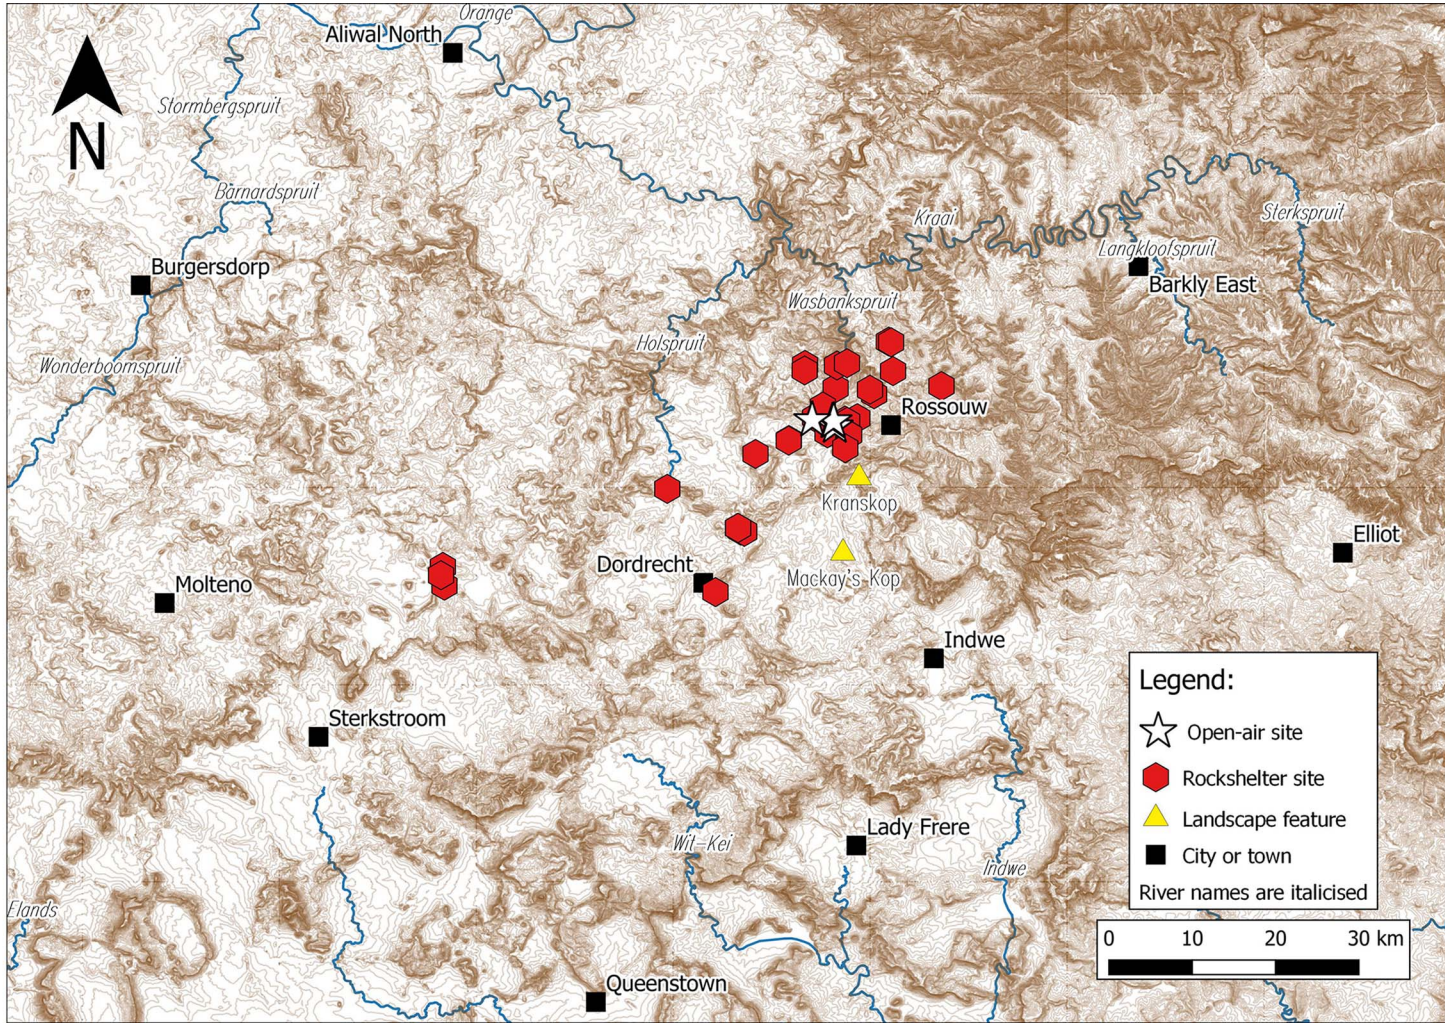 Orange
Aliwal North
N
Stormbergspruit
Barnardspruit
Kraai
Sterkspruit
Langkloofspruit
Burgersdorp
Barkly East
Wasbankspruit
Holspruit
Wonderboomspruit
Rossouw
Kranskop
Elliot
Dordrecht
Mackay's Kop
Molteno
Indwe
Sterkstroom
Legend:
Open-air site
Rockshelter site
Landscape feature
City or town
River names are italicised
Lady Frere
Wit-Kei
Indwe
Elands
0 10 20 30 km
Queenstown